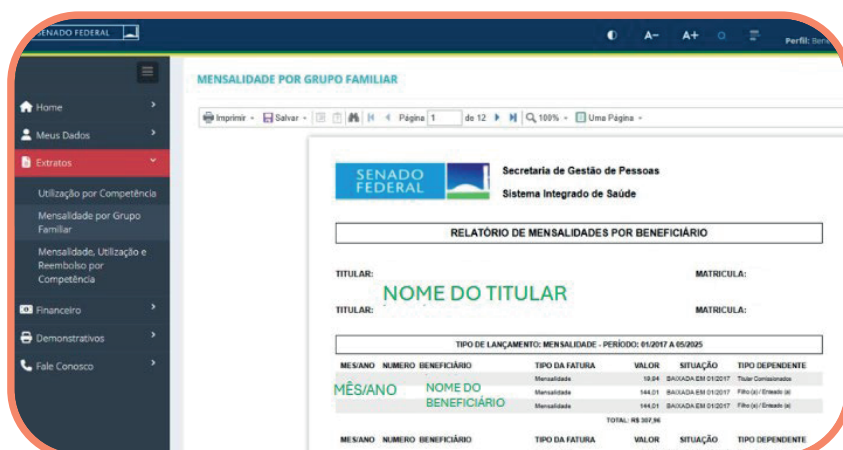 SENADO FEDERAL
A− A+
Perfil:
Home
Meus Dados
Extratos
Utilização por Competência
Mensalidade por Grupo
Familiar
Mensalidade, Utilização e
Reembolso por
Competência
Financeiro
Demonstrativos
Fale Conosco
MENSALIDADE POR GRUPO FAMILIAR
Imprimir Salvar Página 1 de 12 100% Uma Página
SENADO
FEDERAL
Secretaria de Gestão de Pessoas
Sistema Integrado de Saúde
RELATÓRIO DE MENSALIDADES POR BENEFICIÁRIO
TITULAR: MATRICULA:
NOME DO TITULAR
TITULAR: MATRICULA:
TIPO DE LANÇAMENTO: MENSALIDADE - PERÍODO: 01/2017 A 05/2025
MES/ANO NUMERO BENEFICIÁRIO TIPO DA FATURA VALOR SITUAÇÃO TIPO DEPENDENTE
Mensalidade BAIXADA EM 01/2017 Titular Comissionados
MÊS/ANO NOME DO Mensalidade 144,01 BAIXADA EM 01/2017 Filho (a) / Enteado (a)
BENEFICIÁRIO Mensalidade 144,01 BAIXADA EM 01/2017 Filho (a) / Enteado (a)
TOTAL: R$ 307,96
MES/ANO NUMERO BENEFICIÁRIO TIPO DA FATURA VALOR SITUAÇÃO TIPO DEPENDENTE